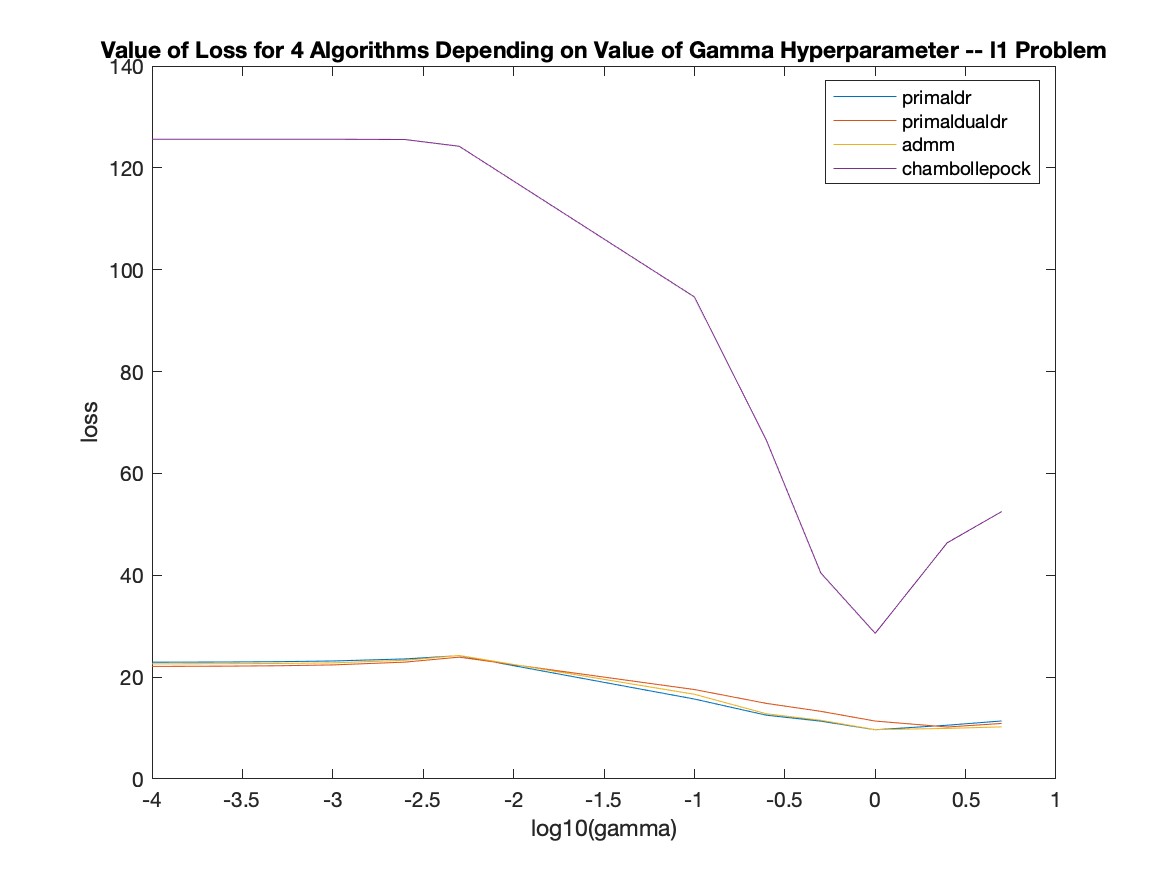 Value of Loss for 4 Algorithms Depending on Value of Gamma Hyperparameter -- l1 Problem
140
120
100
80
60
40
20
0
loss
primaldr
primaldualdr
admm
chambollepock
-4 -3.5 -3 -2.5 -2 -1.5 -1 -0.5 0 0.5 1
log10(gamma)